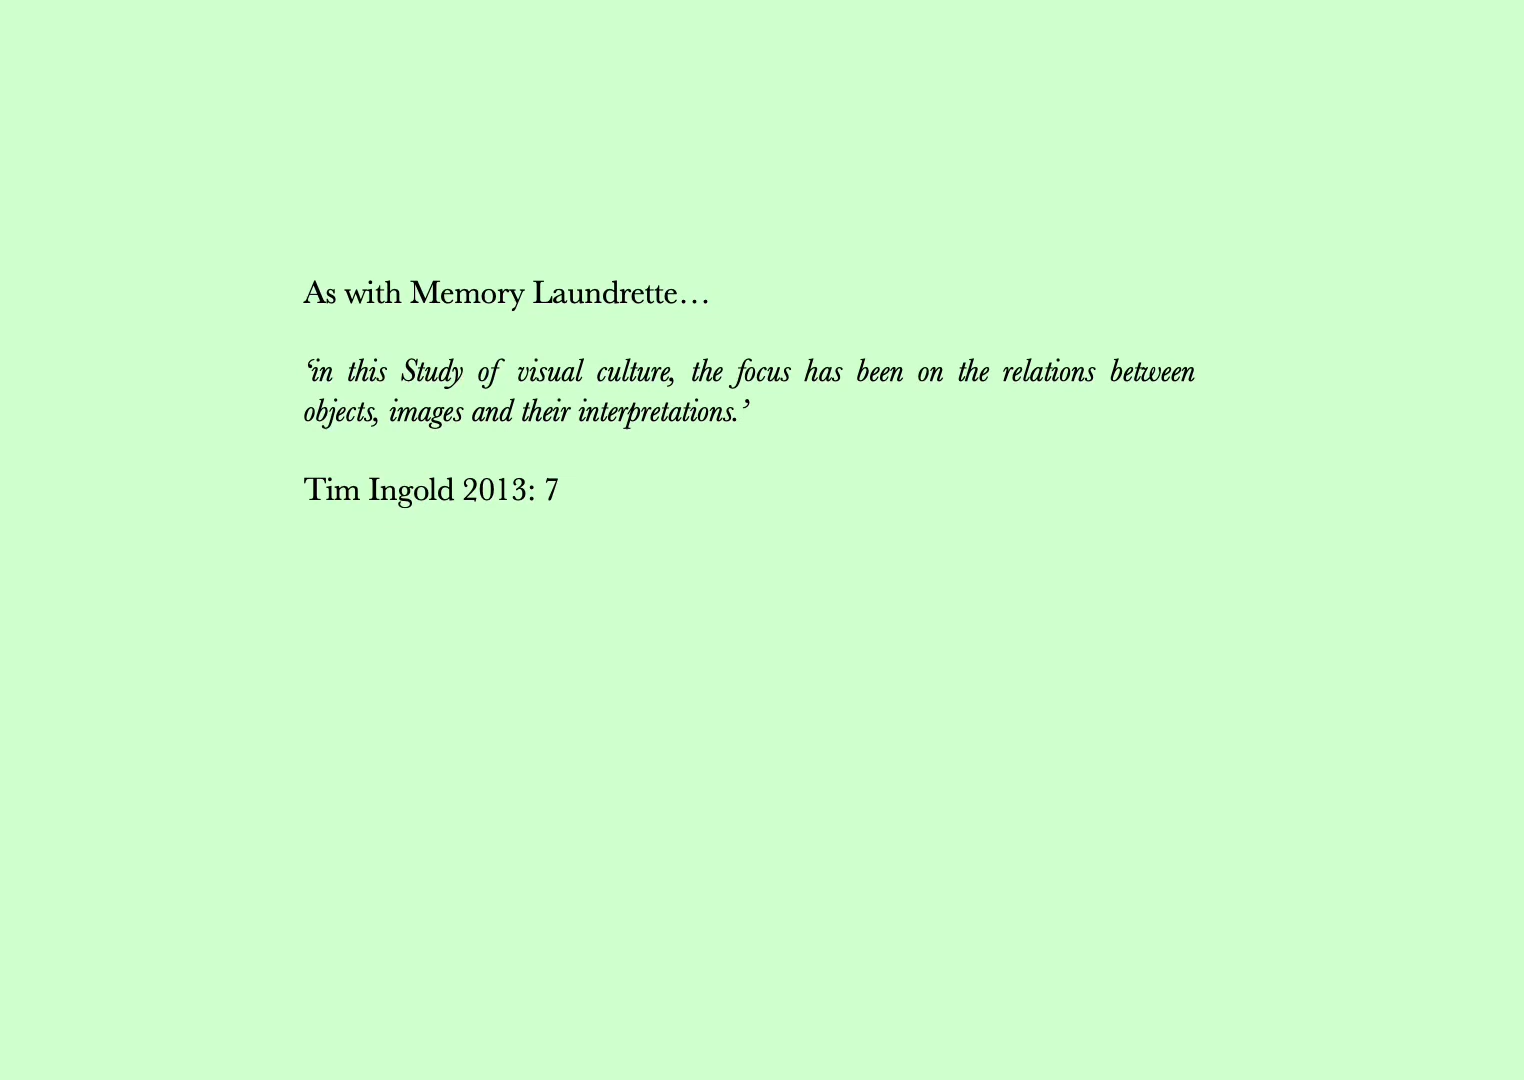 As with Memory Laundrette…
‘in this Study of visual culture, the focus has been on the relations between
objects, images and their interpretations.’
Tim Ingold 2013: 7